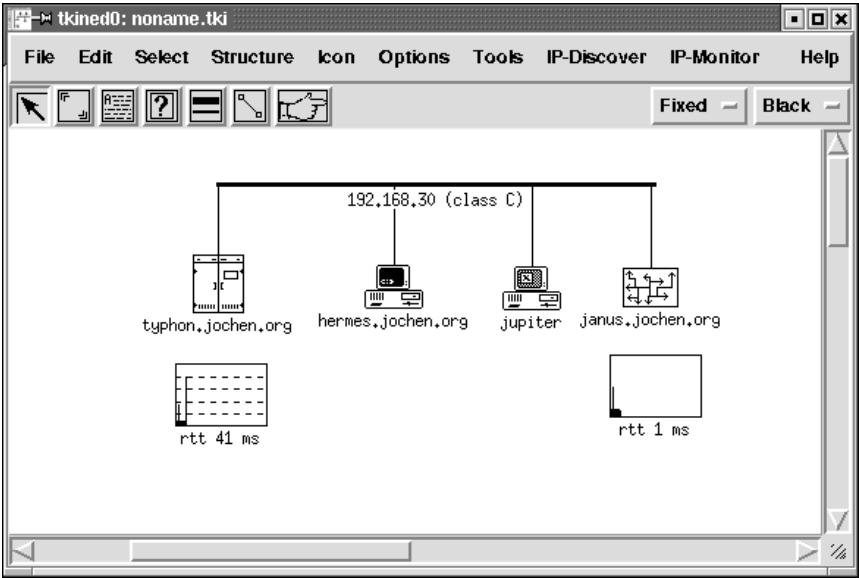 tkined0: noname.tki
File Edit Select Structure Icon Options Tools IP-Discover IP-Monitor Help
Fixed Black
192.168.30 (class C)
typhon.jochen.org hermes.jochen.org jupiter janus.jochen.org
rtt 41 ms rtt 1 ms